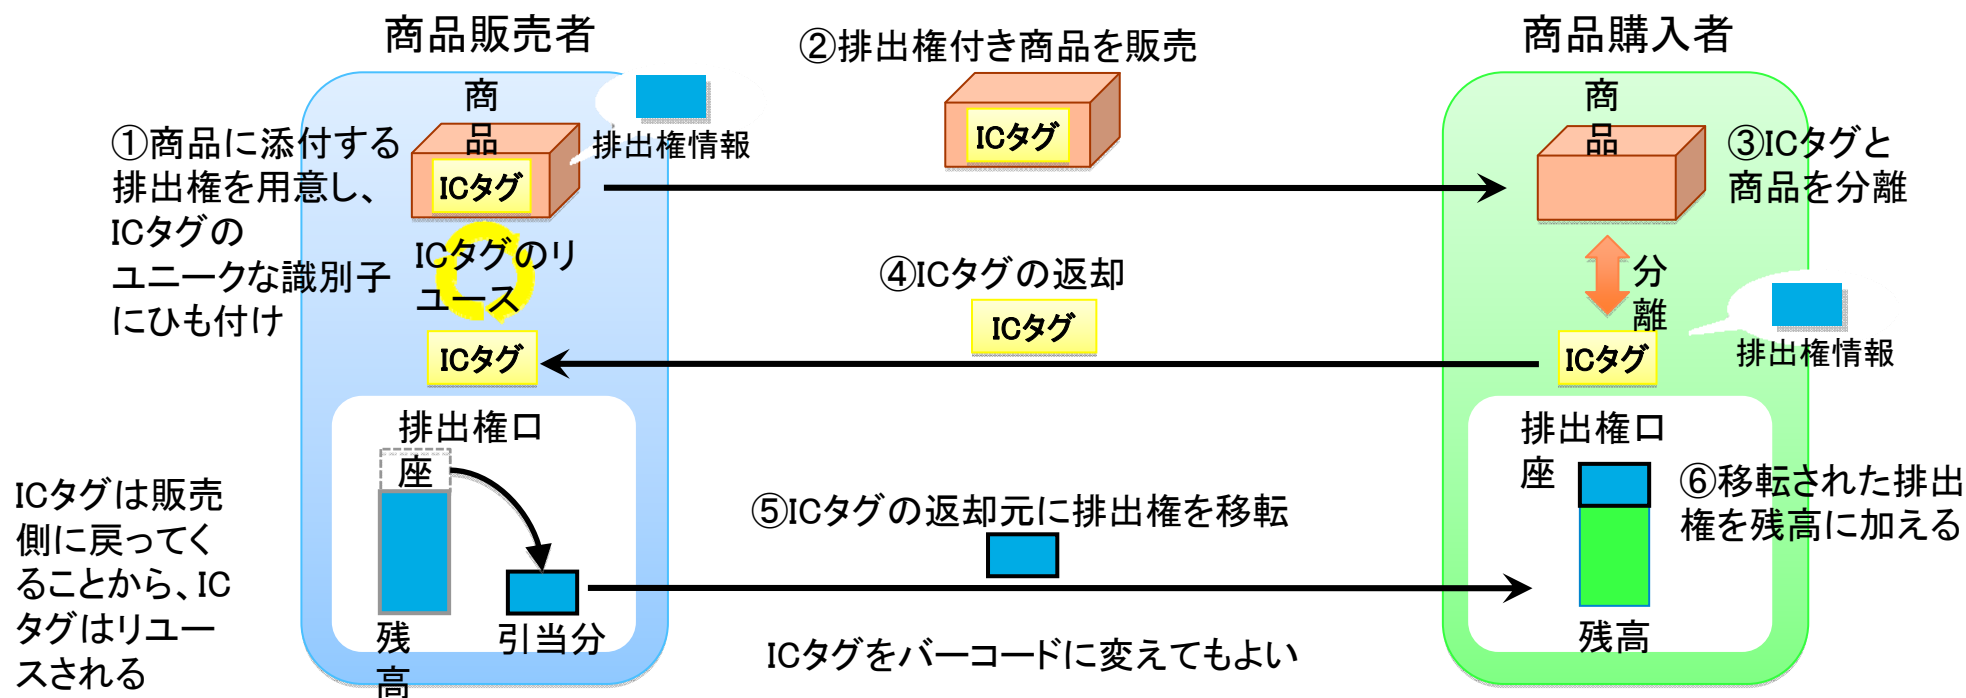 商品販売者
②排出権付き商品を販売
商品購入者
商
品
ICタグ
排出権情報
①商品に添付する
排出権を用意し、
ICタグの
ユニークな識別子
にひも付け
ICタグのリ
ユース
ICタグ
ICタグ
商
品
③ICタグと
商品を分離
④ICタグの返却
ICタグ
分
離
ICタグ
排出権情報
排出権口
座
残
高
引当分
ICタグは販売
側に戻ってく
ることから、IC
タグはリユー
スされる
⑤ICタグの返却元に排出権を移転
ICタグをバーコードに変えてもよい
排出権口
座
残高
⑥移転された排出
権を残高に加える